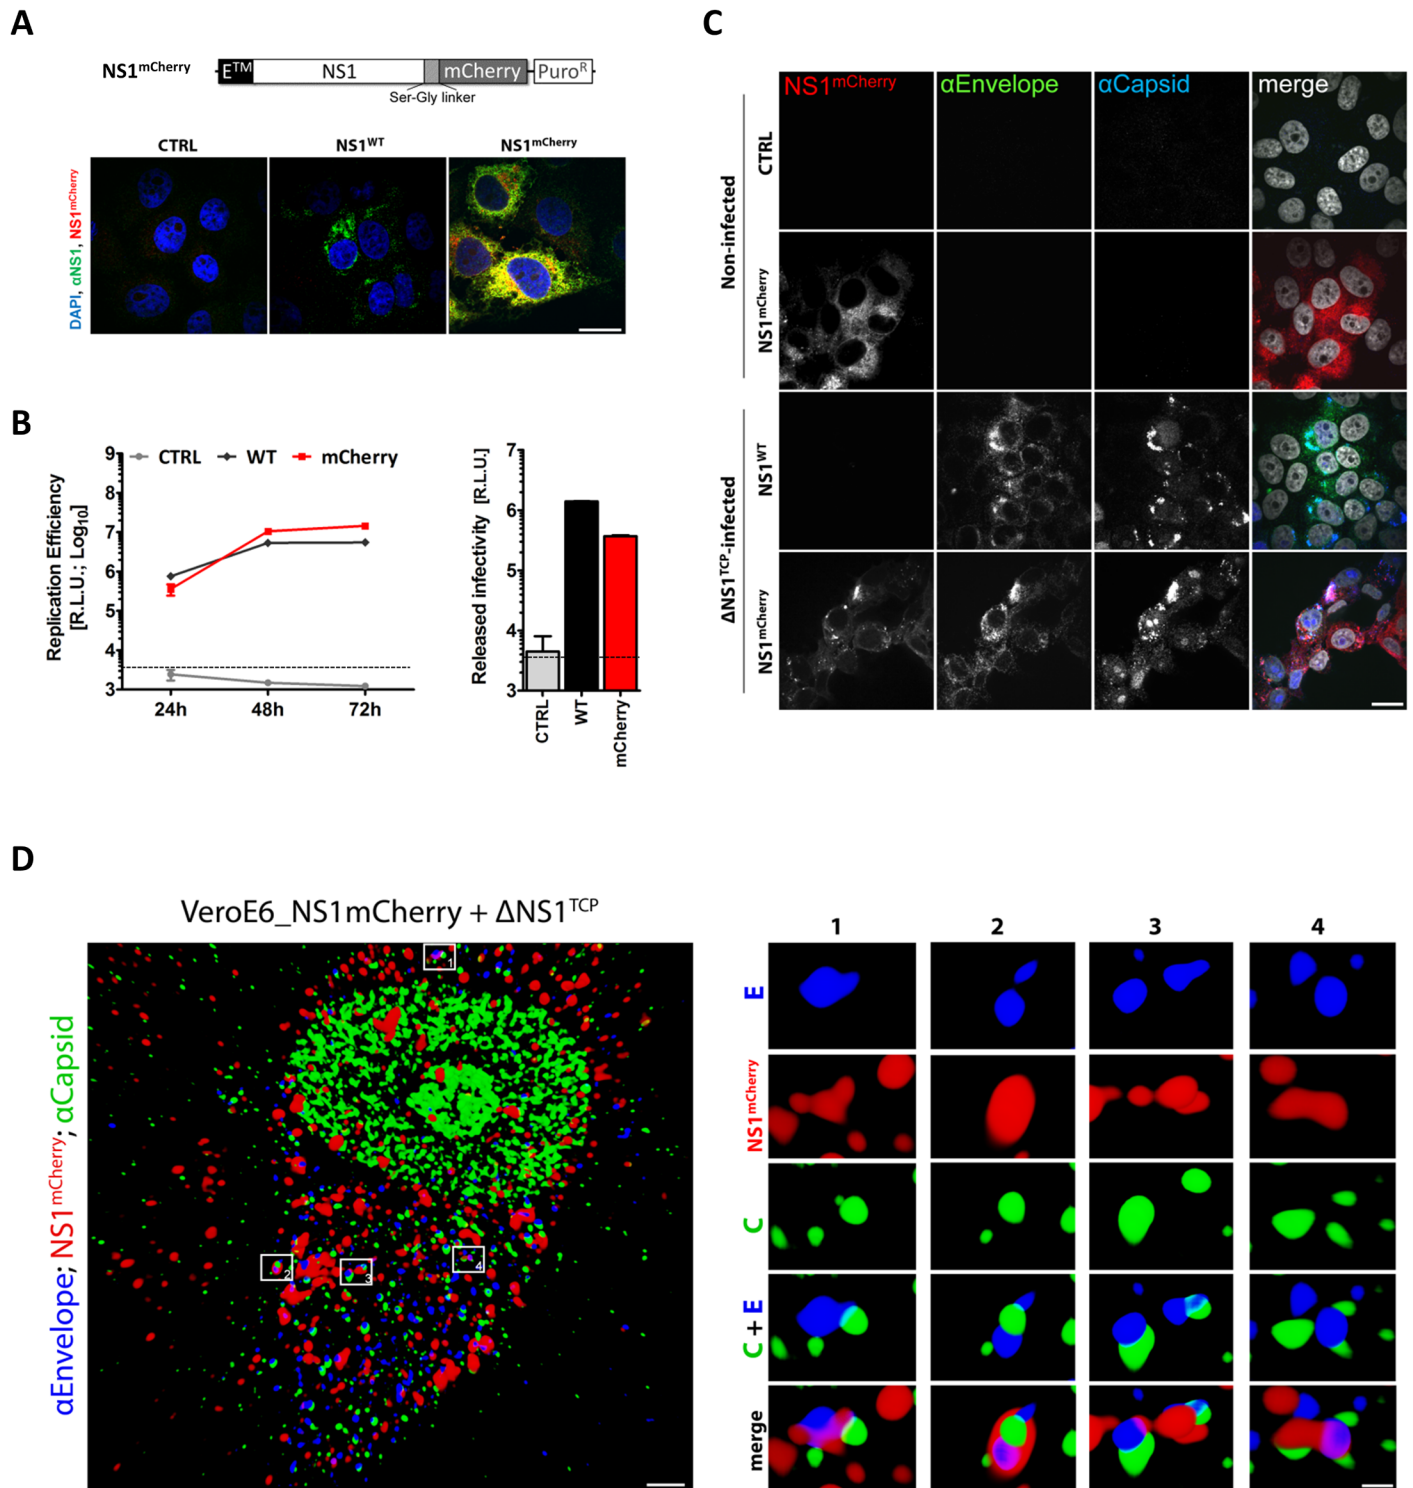 A
NS1mCherry
ETM NS1 mCherry PuroR
Ser-Gly linker
CTRL NS1WT NS1mCherry
DAPI, αNS1, NS1mCherry
B
Replication Efficiency
[R.L.U.; Log10]
9
8
7
6
5
4
3
CTRL WT mCherry
24h 48h 72h
Released infectivity [R.L.U.]
7
6
5
4
3
CTRL
WT
mCherry
C
NS1mCherry αEnvelope αCapsid merge
Non-infected
CTRL
NS1mCherry
ΔNS1TCP-infected
NS1WT
NS1mCherry
D
VeroE6_NS1mCherry + ΔNS1TCP
αEnvelope; NS1mCherry; αCapsid
1
2
3
4
1 2 3 4
E
NS1mCherry
C
C + E
merge